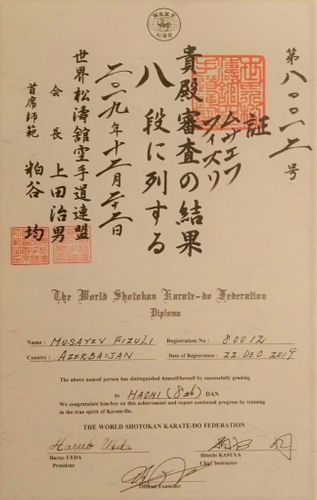 W.S.K.F
第八〇〇一二号
証
ムサエフ
フィズリ
貴殿審査の結果
八段に列する
二〇一九年十二月二十二日
世界松濤舘空手道連盟
会長 上田治男
首席師範 粕谷 均
The World Shotokan Karate-do Federation
Diploma
Name : MUSAYEV FIZULI Registration No : 80012
Country : AZERBAIJAN Date of Registration : 22 DEC 2019
The above named person has distinguished himself/herself by successfully grading
to HACHI (8th) DAN
We congratulate him/her on this achievement and expect continual progress by training
in the true spirit of Karate-Do.
THE WORLD SHOTOKAN KARATE-DO FEDERATION
Haruo Ueda
Haruo UEDA Hitoshi KASUYA
President Chief Instructor
Official Examiner